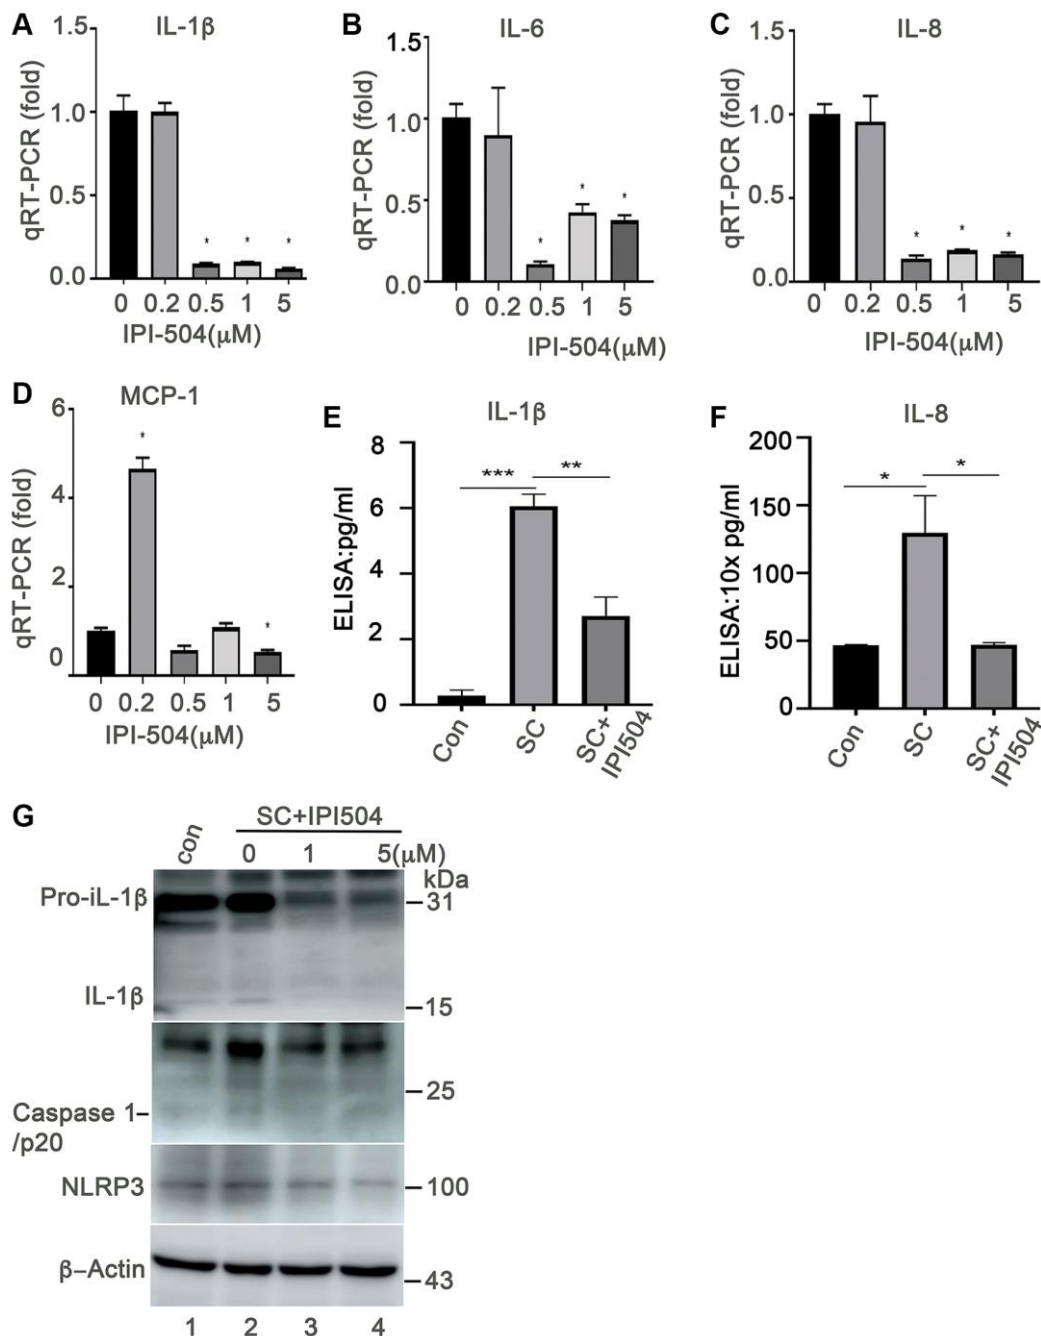 A
IL-1β
qRT-PCR (fold)
1.5
1.0
0.5
0.0
*
*
*
0 0.2 0.5 1 5
IPI-504(μM)
B
IL-6
qRT-PCR (fold)
1.5
1.0
0.5
0.0
*
*
*
0 0.2 0.5 1 5
IPI-504(μM)
C
IL-8
qRT-PCR (fold)
1.5
1.0
0.5
0.0
*
*
*
0 0.2 0.5 1 5
IPI-504(μM)
D
MCP-1
qRT-PCR (fold)
6
4
2
0
*
*
0 0.2 0.5 1 5
IPI-504(μM)
E
IL-1β
ELISA:pg/ml
8
6
4
2
0
***
**
Con
SC
SC+
IPI504
F
IL-8
ELISA:10x pg/ml
200
150
100
50
0
*
*
Con
SC
SC+
IPI504
G
SC+IPI504
con 0 1 5(μM)
kDa
Pro-iL-1β
31
IL-1β
15
25
Caspase 1-
/p20
NLRP3
100
β-Actin
43
1 2 3 4